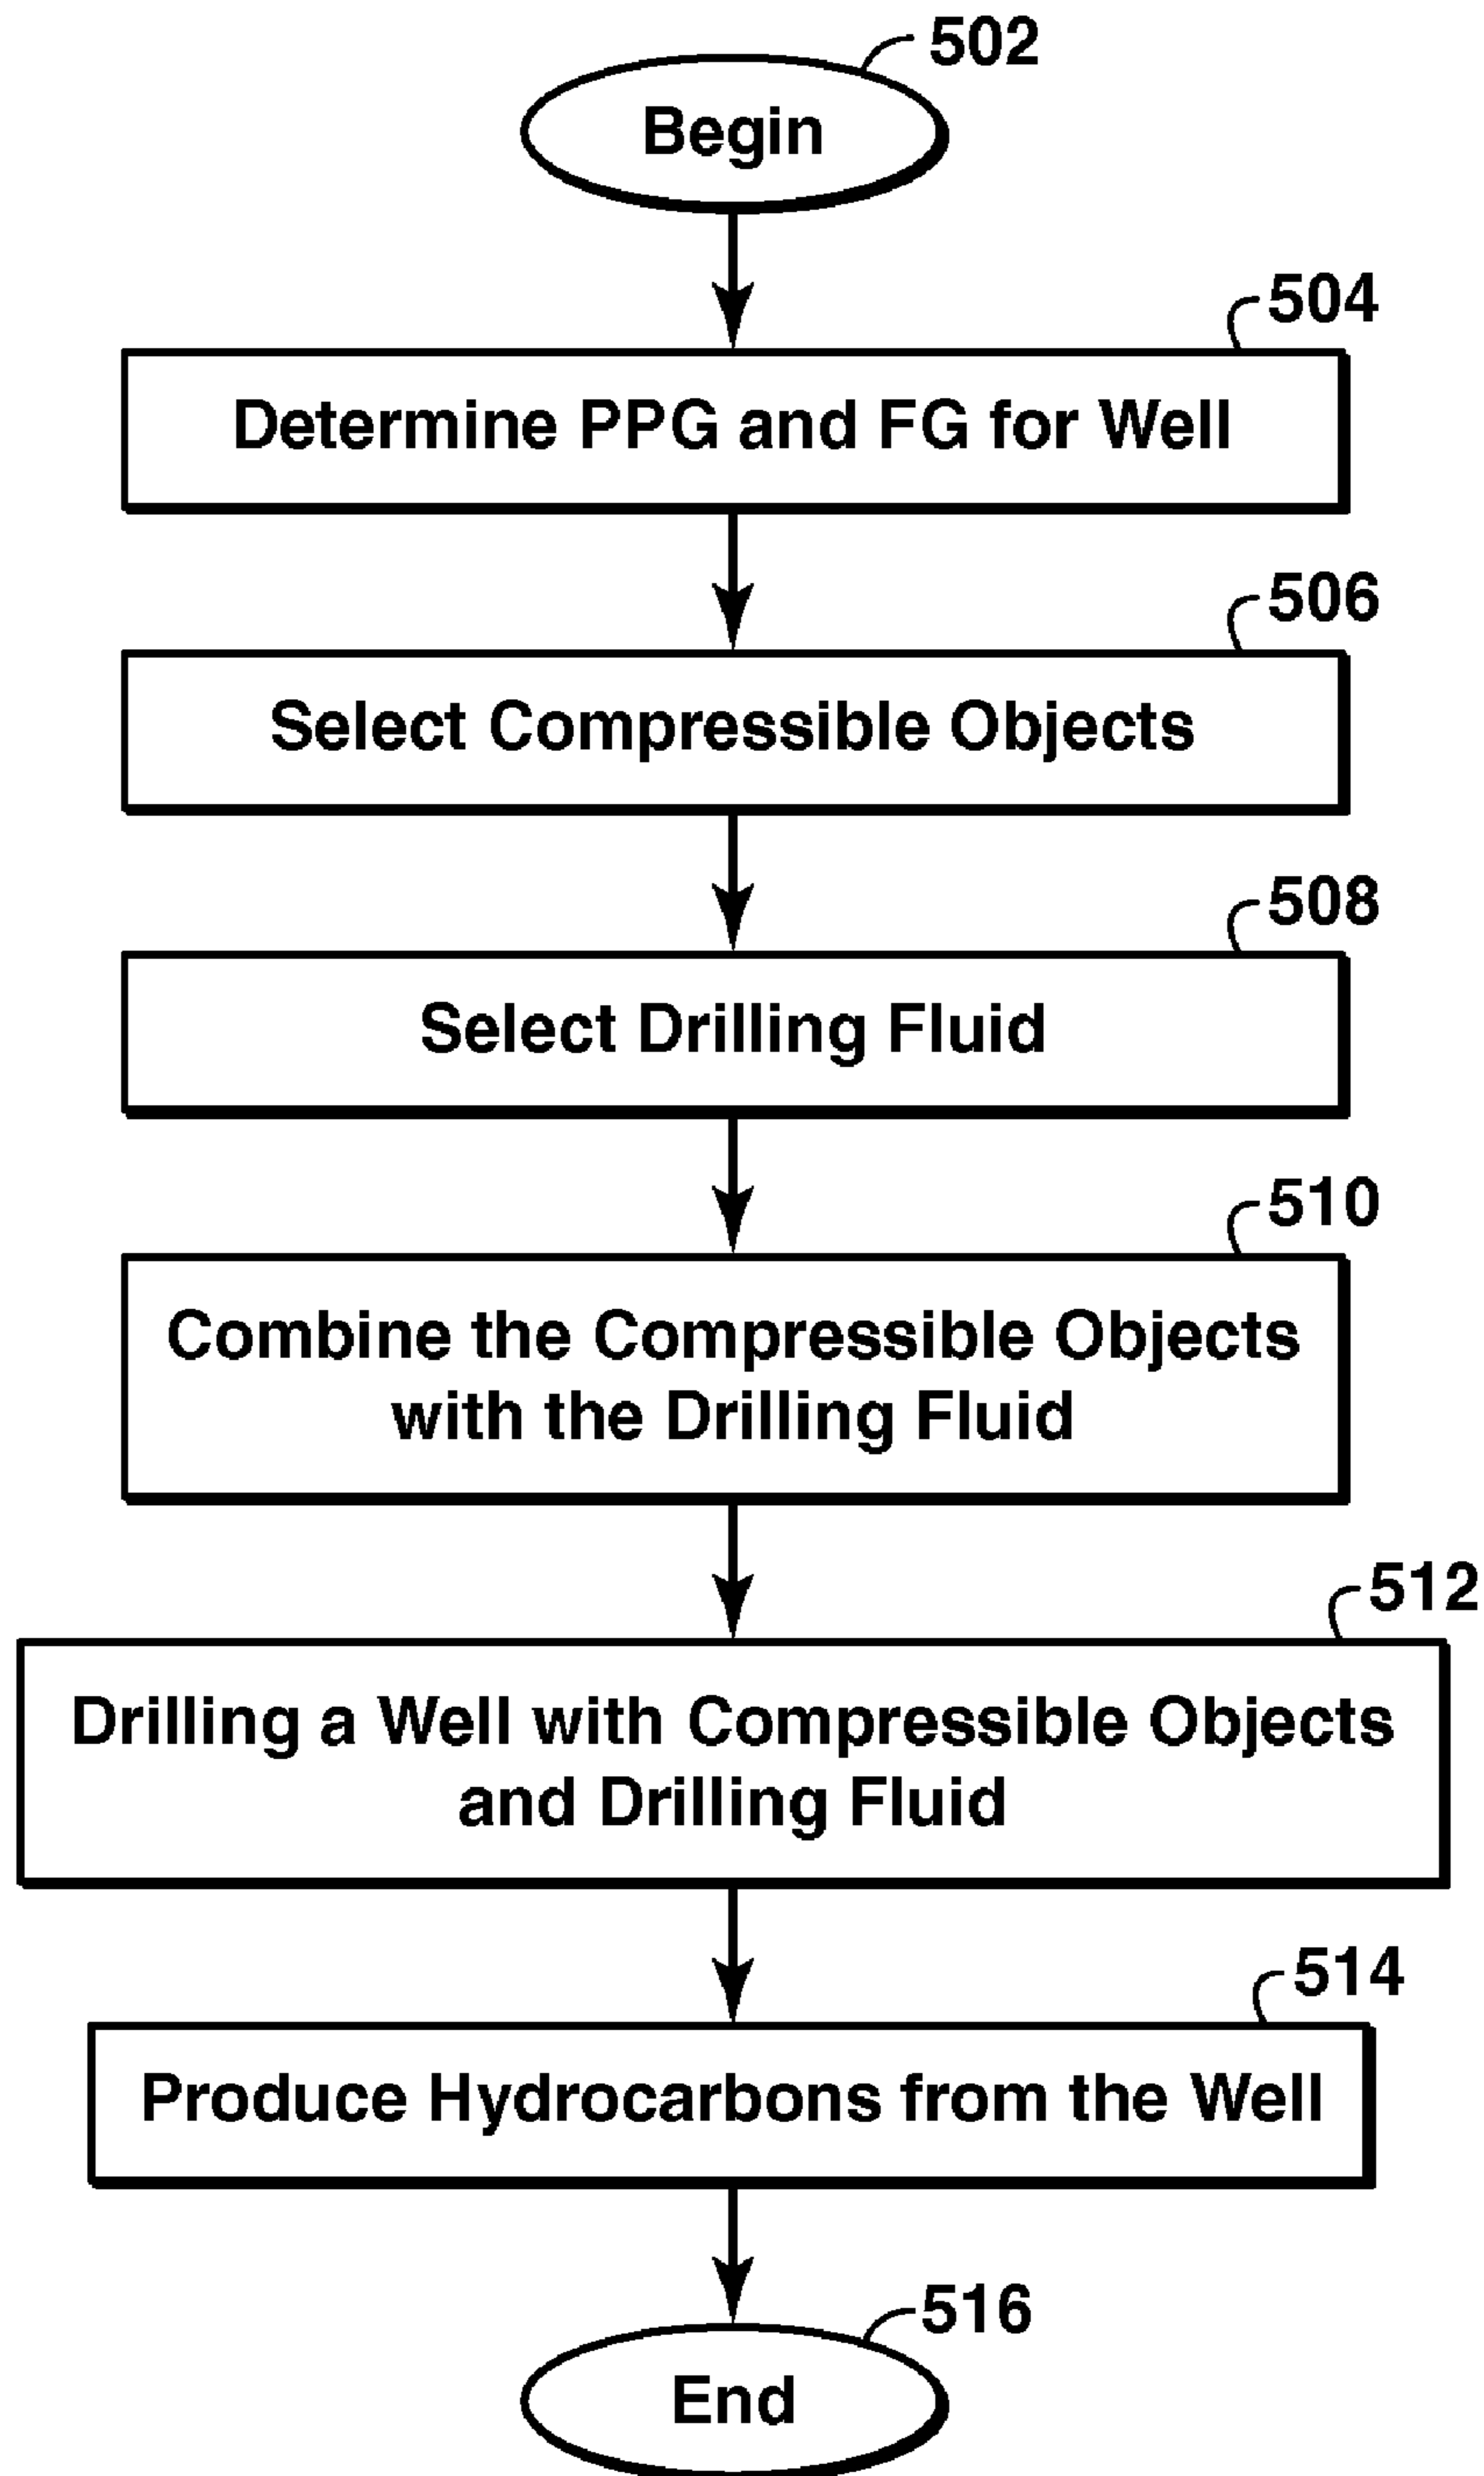 502
Begin
504
Determine PPG and FG for Well
506
Select Compressible Objects
508
Select Drilling Fluid
510
Combine the Compressible Objects
with the Drilling Fluid
512
Drilling a Well with Compressible Objects
and Drilling Fluid
514
Produce Hydrocarbons from the Well
516
End